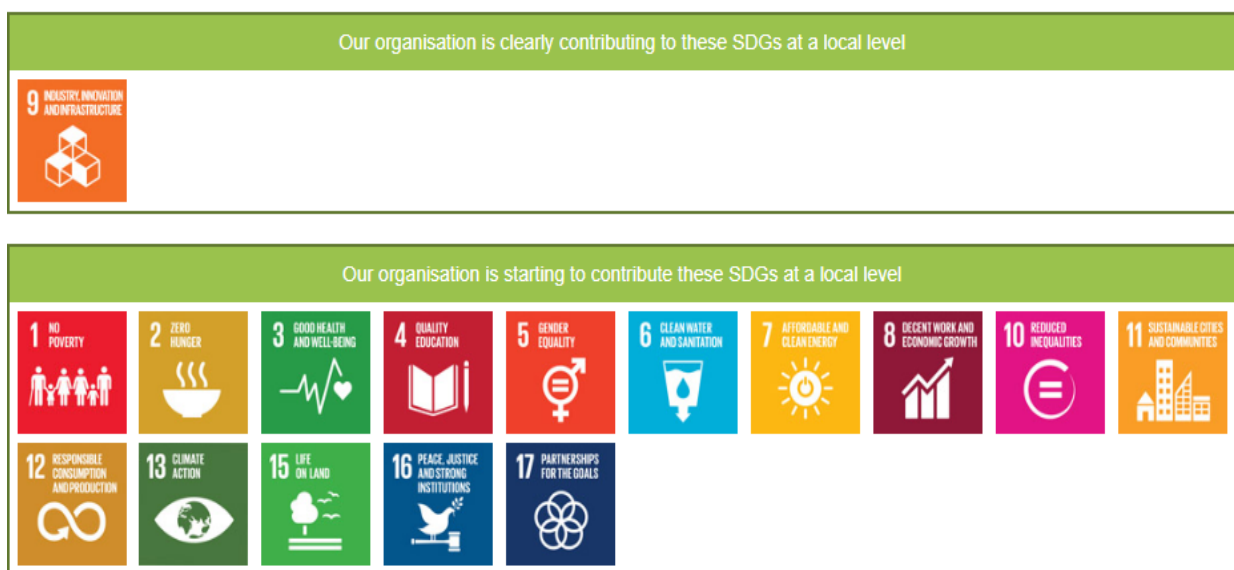 Our organisation is clearly contributing to these SDGs at a local level
9 INDUSTRY, INNOVATION
AND INFRASTRUCTURE
Our organisation is starting to contribute these SDGs at a local level
1 NO
POVERTY
2 ZERO
HUNGER
3 GOOD HEALTH
AND WELL-BEING
4 QUALITY
EDUCATION
5 GENDER
EQUALITY
6 CLEAN WATER
AND SANITATION
7 AFFORDABLE AND
CLEAN ENERGY
8 DECENT WORK AND
ECONOMIC GROWTH
10 REDUCED
INEQUALITIES
11 SUSTAINABLE CITIES
AND COMMUNITIES
12 RESPONSIBLE
CONSUMPTION
AND PRODUCTION
13 CLIMATE
ACTION
15 LIFE
ON LAND
16 PEACE, JUSTICE
AND STRONG
INSTITUTIONS
17 PARTNERSHIPS
FOR THE GOALS